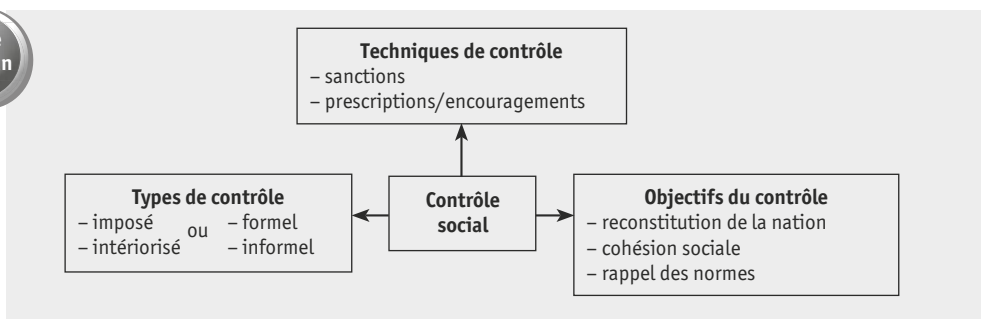 Techniques de contrôle
– sanctions
– prescriptions/encouragements
Types de contrôle
– imposé ou – formel
– intériorisé – informel
Contrôle
social
Objectifs du contrôle
– reconstitution de la nation
– cohésion sociale
– rappel des normes